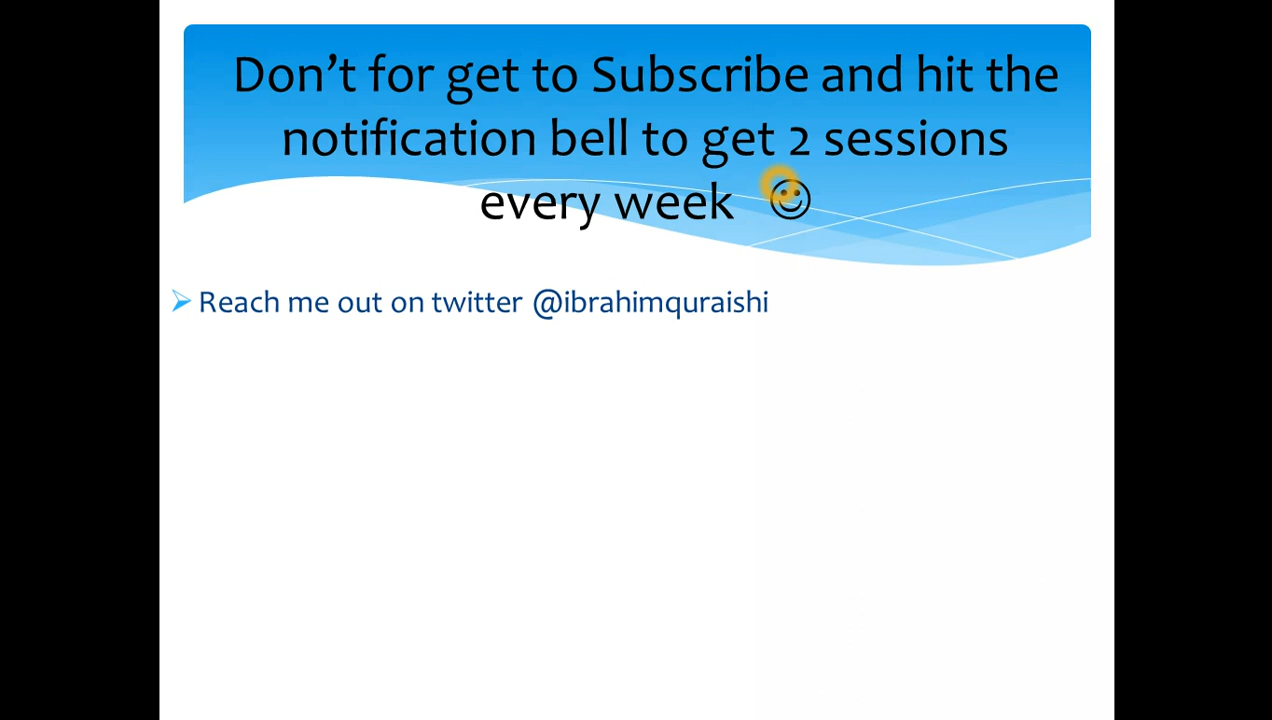 Don’t for get to Subscribe and hit the
notification bell to get 2 sessions
every week ☺
Reach me out on twitter @ibrahimquraishi